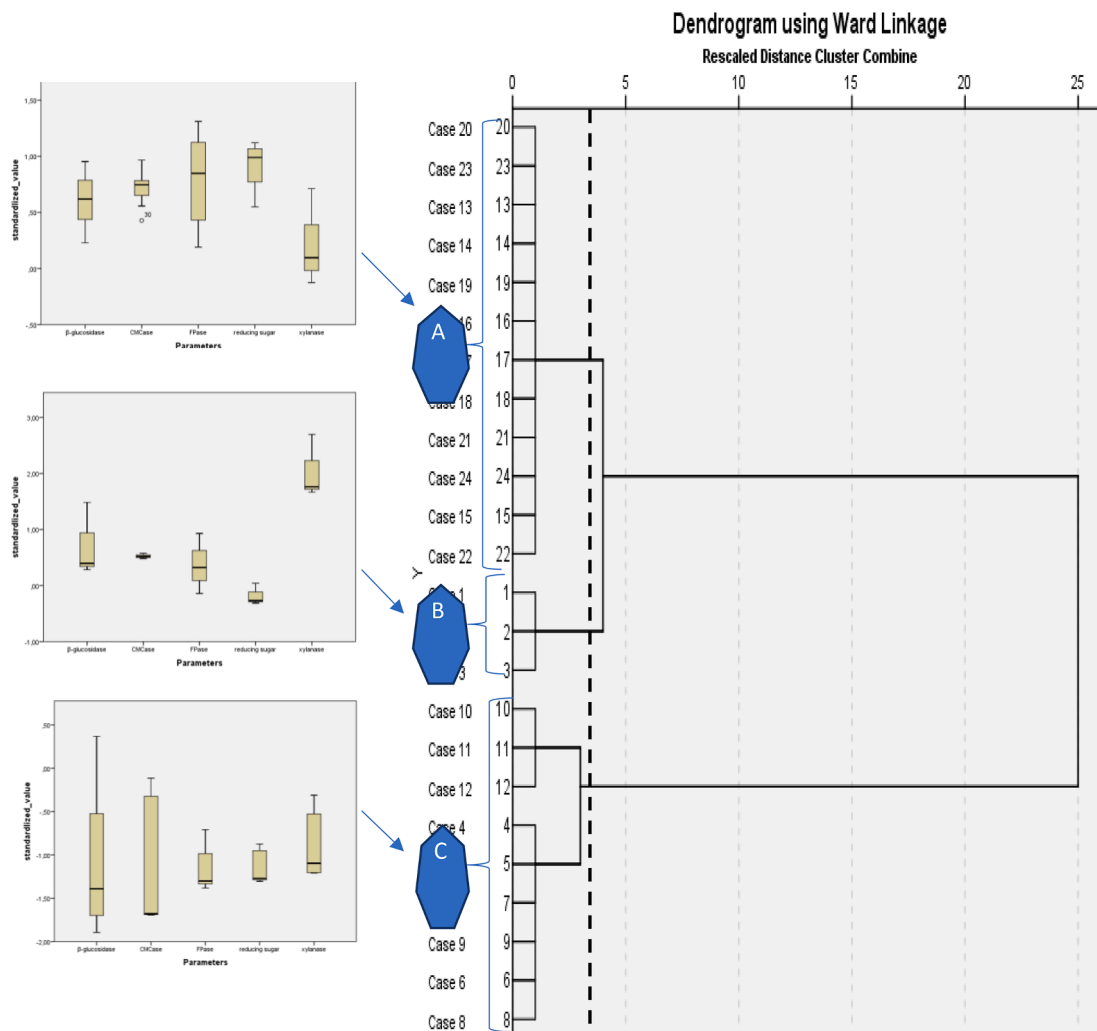 Dendrogram using Ward Linkage
Rescaled Distance Cluster Combine
0 5 10 15 20 25
1,50
1,00
,50
,00
-,50
standardized_value
30
β-glucosidase CMCase FPase reducing sugar xylanase
Parameters
3,00
2,00
1,00
,00
-1,00
standardized_value
β-glucosidase CMCase FPase reducing sugar xylanase
Parameters
,50
,00
-,50
-1,00
-1,50
-2,00
standardized_value
β-glucosidase CMCase FPase reducing sugar xylanase
Parameters
A
B
C
Y
Case 20 20
Case 23 23
Case 13 13
Case 14 14
Case 19 19
16 16
17
Case 18 18
Case 21 21
Case 24 24
Case 15 15
Case 22 22
1 1
2
3 3
Case 10 10
Case 11 11
Case 12 12
Case 4 4
5
7
Case 9 9
Case 6 6
Case 8 8